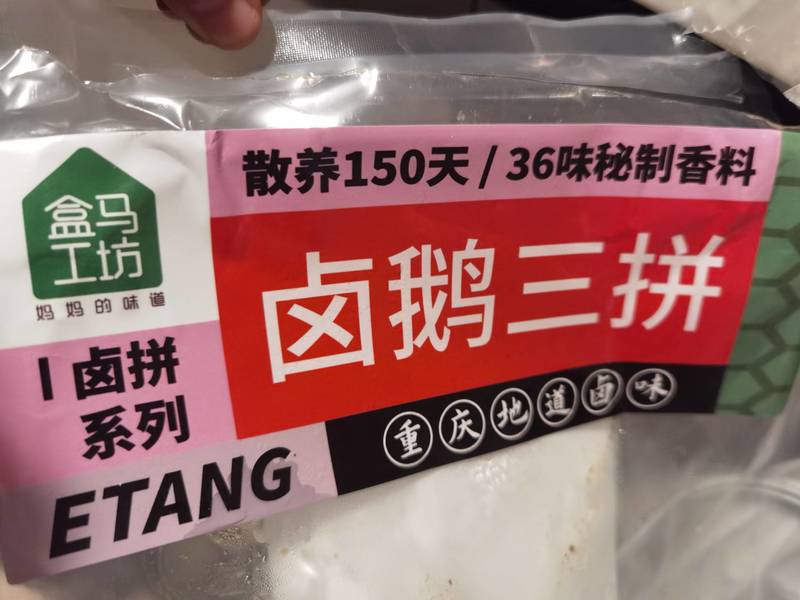 盒马
工坊
妈妈的味道
散养150天/36味秘制香料
卤鹅三拼
卤拼
系列
重庆地道卤味
ETANG